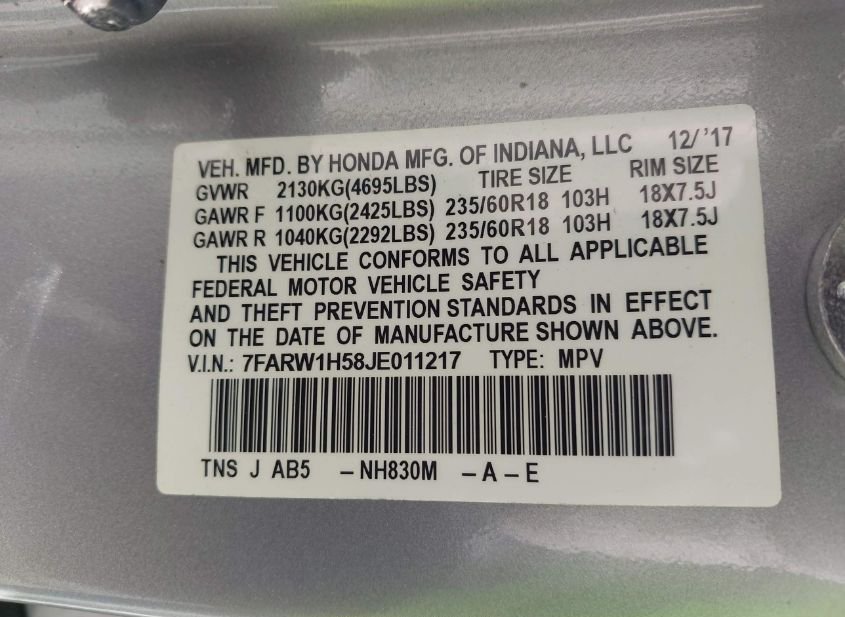 VEH. MFD. BY HONDA MFG. OF INDIANA, LLC 12/ '17
GVWR 2130KG(4695LBS) TIRE SIZE RIM SIZE
GAWR F 1100KG(2425LBS) 235/60R18 103H 18X7.5J
GAWR R 1040KG(2292LBS) 235/60R18 103H 18X7.5J
THIS VEHICLE CONFORMS TO ALL APPLICABLE
FEDERAL MOTOR VEHICLE SAFETY
AND THEFT PREVENTION STANDARDS IN EFFECT
ON THE DATE OF MANUFACTURE SHOWN ABOVE.
V.I.N.: 7FARW1H58JE011217 TYPE: MPV
TNS J AB5 -NH830M -A-E